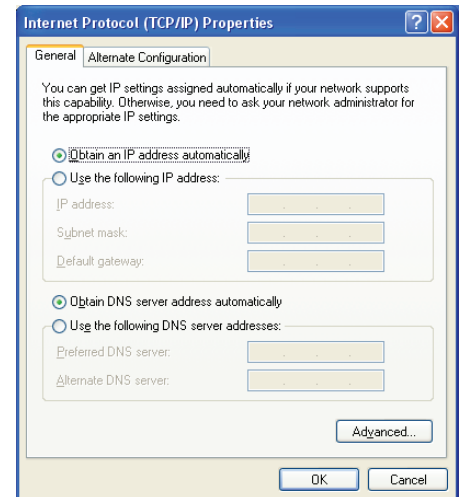 Internet Protocol (TCP/IP) Properties
General
Alternate Configuration
You can get IP settings assigned automatically if your network supports
this capability. Otherwise, you need to ask your network administrator for
the appropriate IP settings.
Obtain an IP address automatically
Use the following IP address:
IP address:
Subnet mask:
Default gateway:
Obtain DNS server address automatically
Use the following DNS server addresses:
Preferred DNS server:
Alternate DNS server:
Advanced...
OK
Cancel